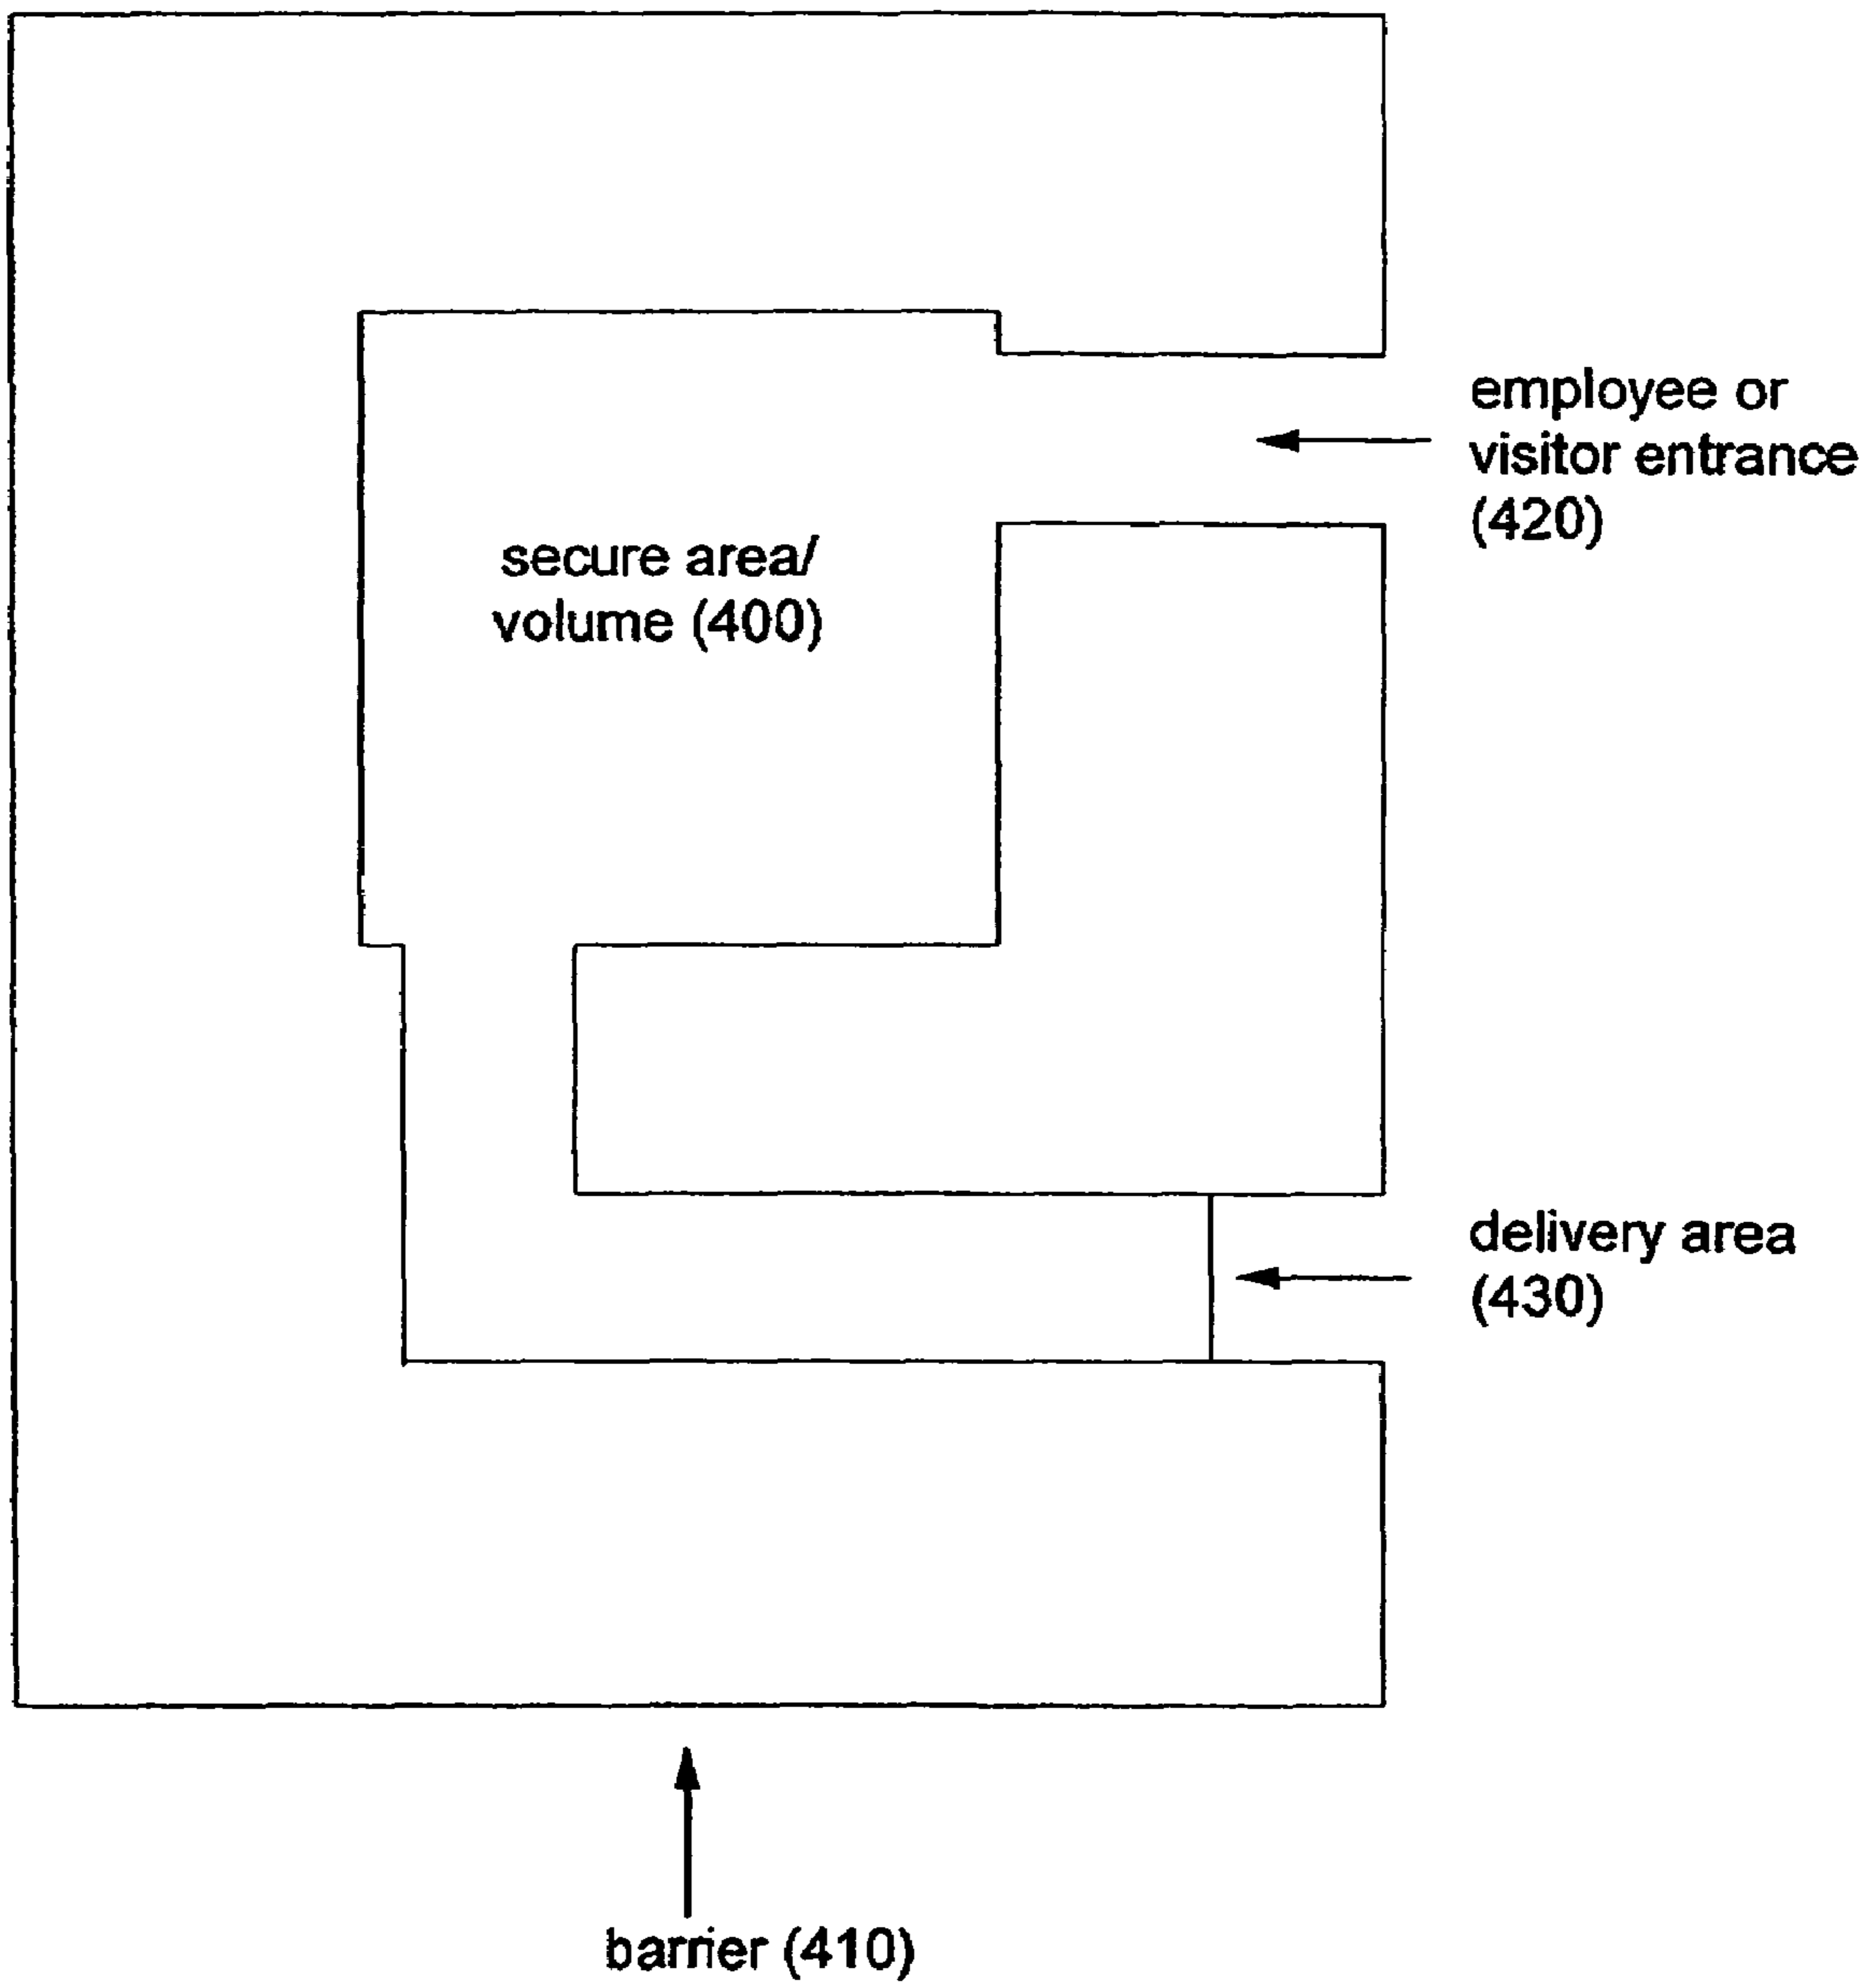 employee or
visitor entrance
(420)
secure area/
volume (400)
delivery area
(430)
barrier (410)